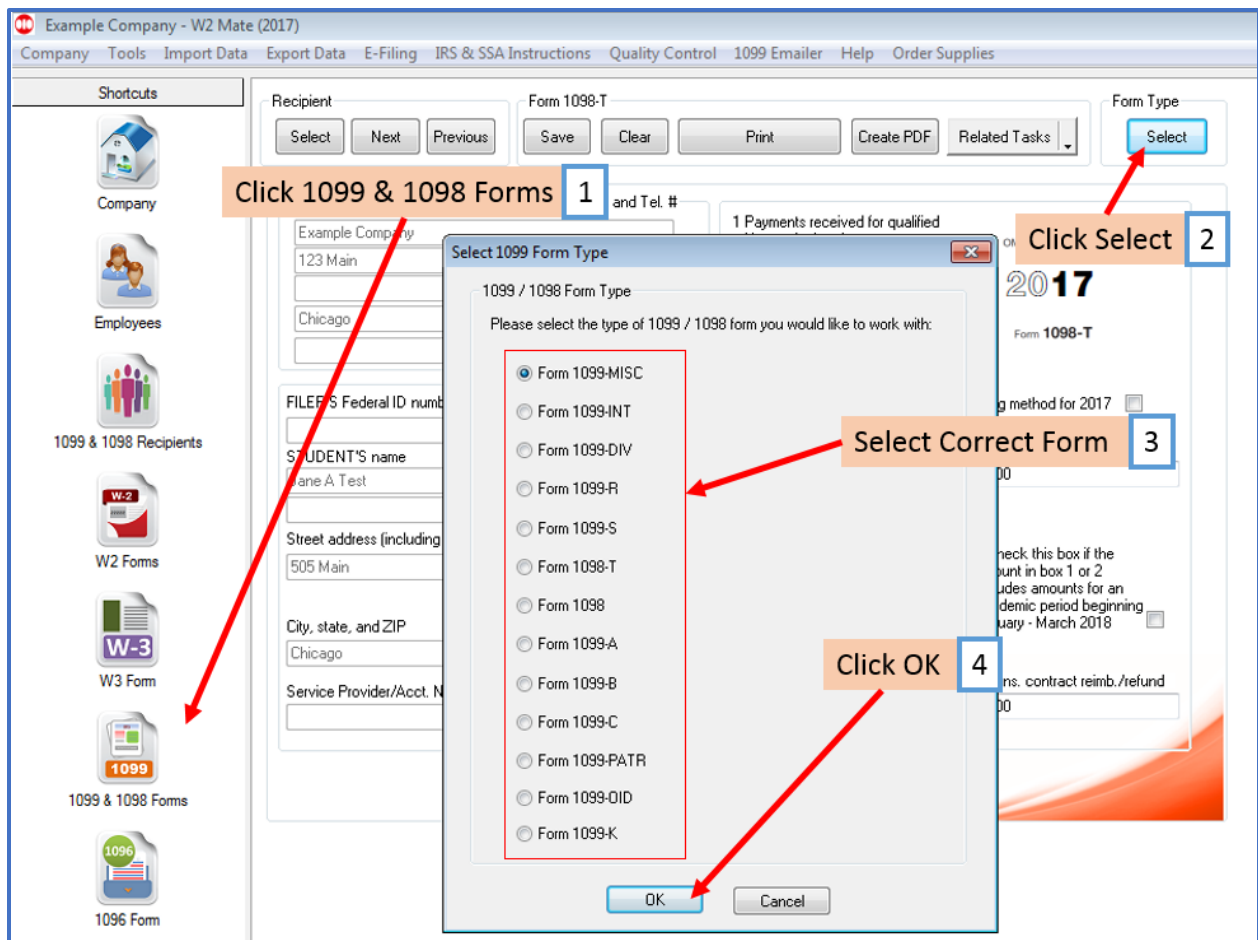 Example Company - W2 Mate (2017)
Company Tools Import Data Export Data E-Filing IRS & SSA Instructions Quality Control 1099 Emailer Help Order Supplies
Shortcuts
Company
Employees
1099 & 1098 Recipients
W-2
W2 Forms
W-3
W3 Form
1099
1099 & 1098 Forms
1096
1096 Form
Recipient
Select Next Previous
Form 1098-T
Save Clear Print Create PDF Related Tasks
Form Type
Select
Click 1099 & 1098 Forms 1
and Tel. #
Example Company
123 Main
Chicago
FILER'S Federal ID numb
STUDENT'S name
Jane A Test
Street address (including
505 Main
City, state, and ZIP
Chicago
Service Provider/Acct. N
1 Payments received for qualified
Click Select 2
2017
Form 1098-T
g method for 2017
Select 1099 Form Type
1099 / 1098 Form Type
Please select the type of 1099 / 1098 form you would like to work with:
Form 1099-MISC
Form 1099-INT
Form 1099-DIV
Form 1099-R
Form 1099-S
Form 1098-T
Form 1098
Form 1099-A
Form 1099-B
Form 1099-C
Form 1099-PATR
Form 1099-OID
Form 1099-K
OK Cancel
Select Correct Form 3
00
heck this box if the
ount in box 1 or 2
udes amounts for an
demic period beginning
uary - March 2018
Click OK 4
ns. contract reimb./refund
00